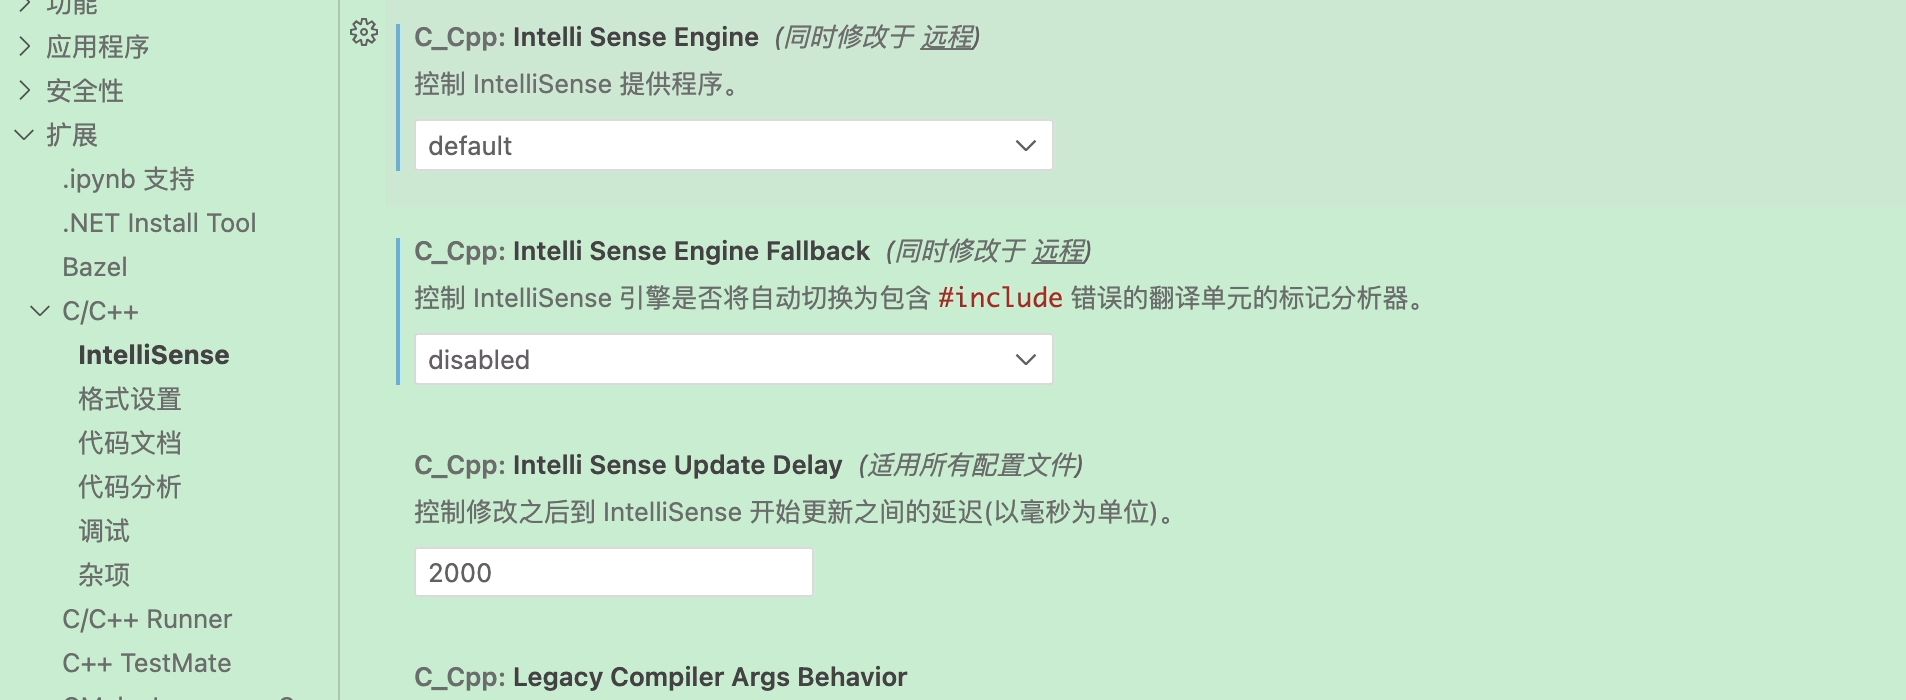 功能
应用程序
安全性
扩展
.ipynb 支持
.NET Install Tool
Bazel
C/C++
IntelliSense
格式设置
代码文档
代码分析
调试
杂项
C/C++ Runner
C++ TestMate
C_Cpp: Intelli Sense Engine (同时修改于 远程)
控制 IntelliSense 提供程序。
default
C_Cpp: Intelli Sense Engine Fallback (同时修改于 远程)
控制 IntelliSense 引擎是否将自动切换为包含 #include 错误的翻译单元的标记分析器。
disabled
C_Cpp: Intelli Sense Update Delay (适用所有配置文件)
控制修改之后到 IntelliSense 开始更新之间的延迟(以毫秒为单位)。
2000
C_Cpp: Legacy Compiler Args Behavior